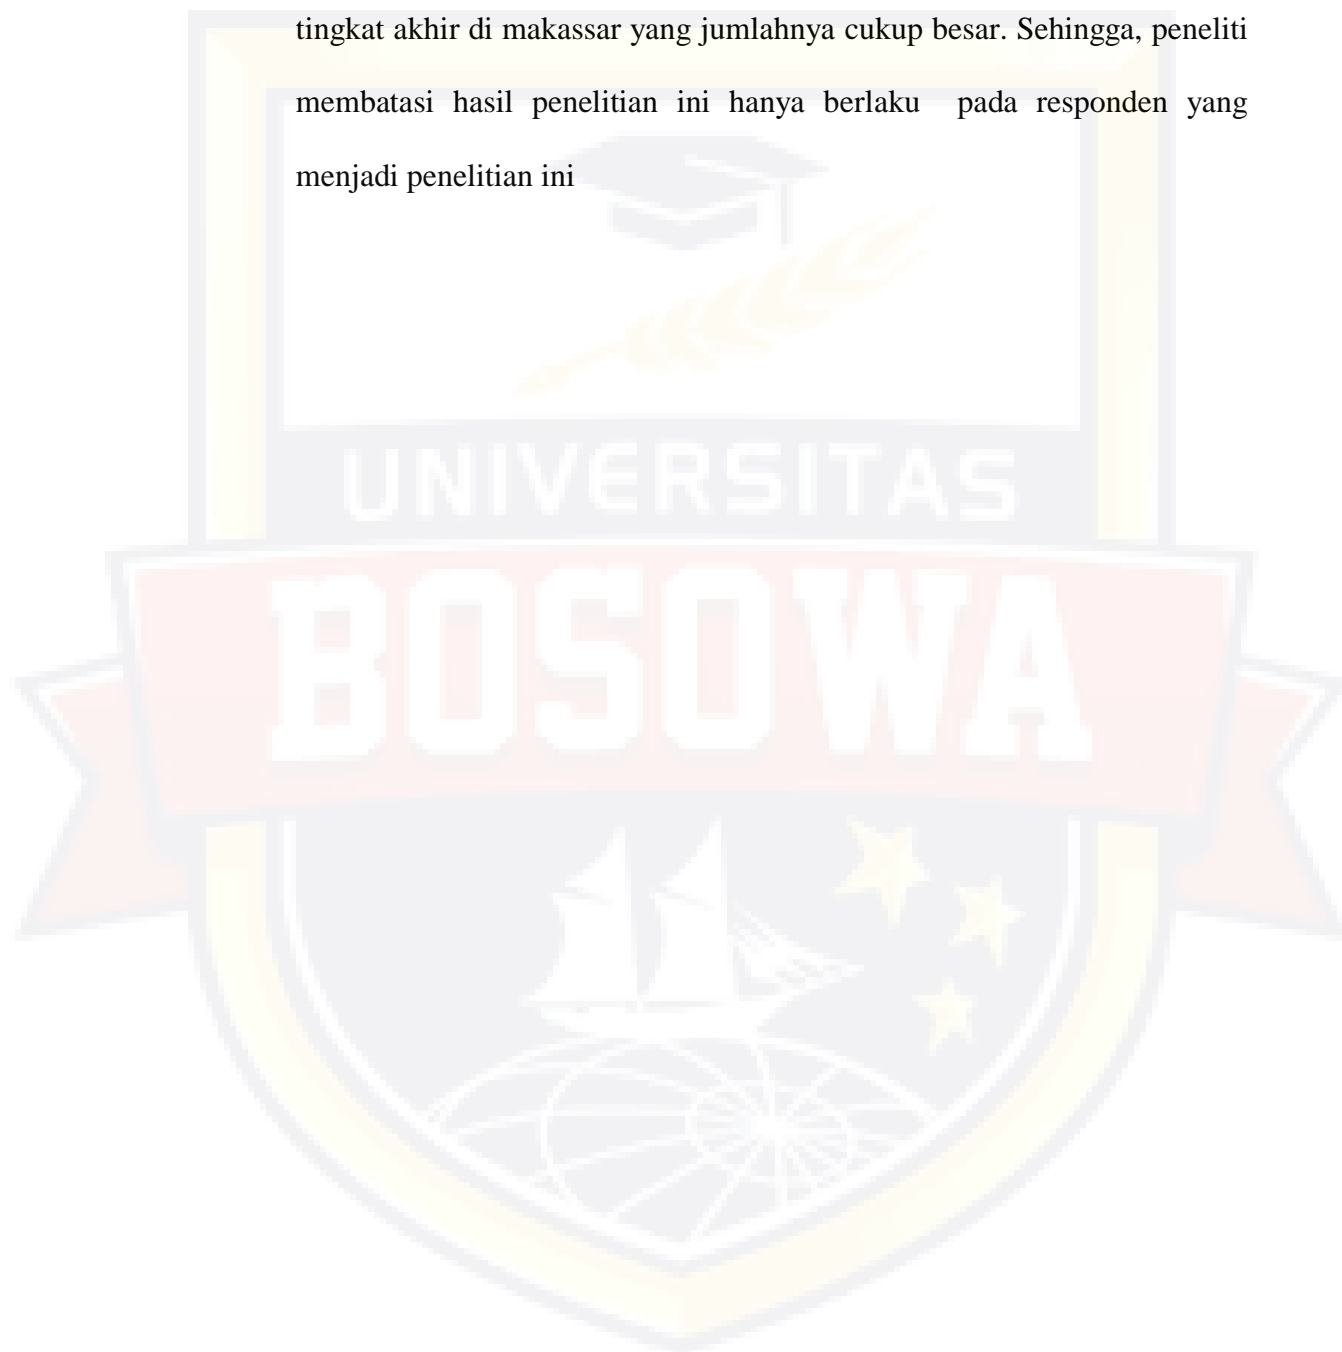 tingkat akhir di makassar yang jumlahnya cukup besar. Sehingga, peneliti
membatasi hasil penelitian ini hanya berlaku pada responden yang
menjadi penelitian ini
UNIVERSITAS
BOSOWA